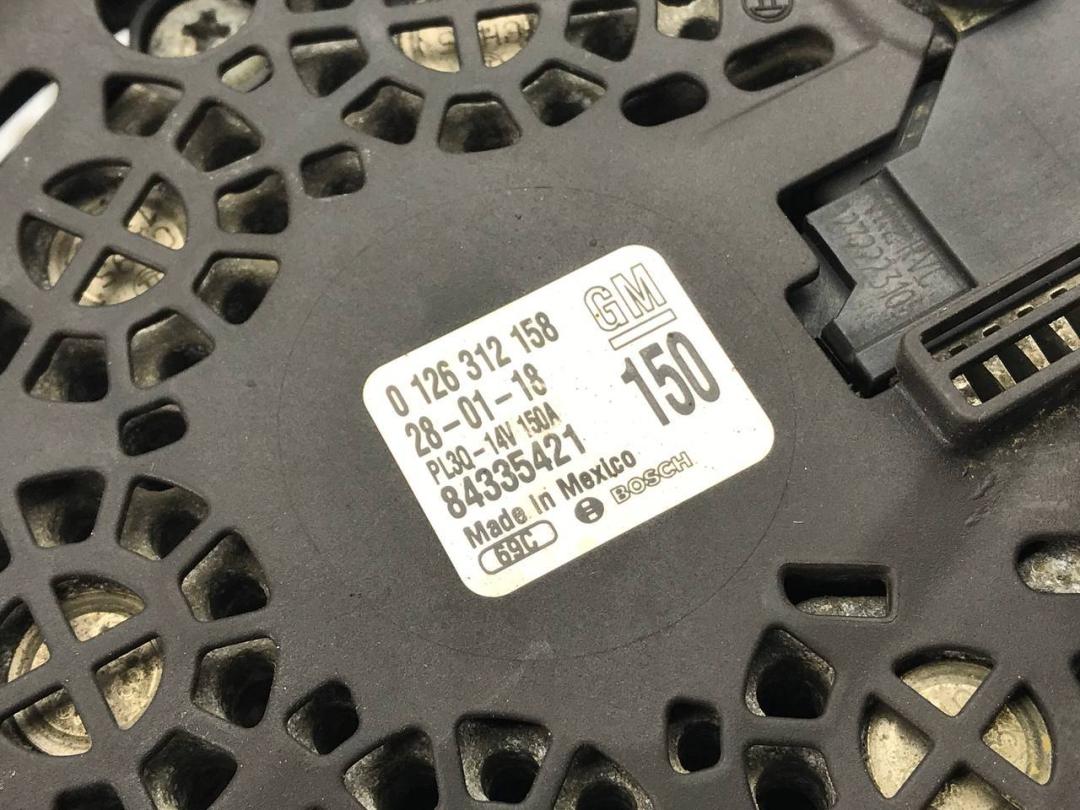 GM
0 126 312 158
28-01-18
150
PL3Q-14V 150A
84335421
Made In Mexico
69C
BOSCH